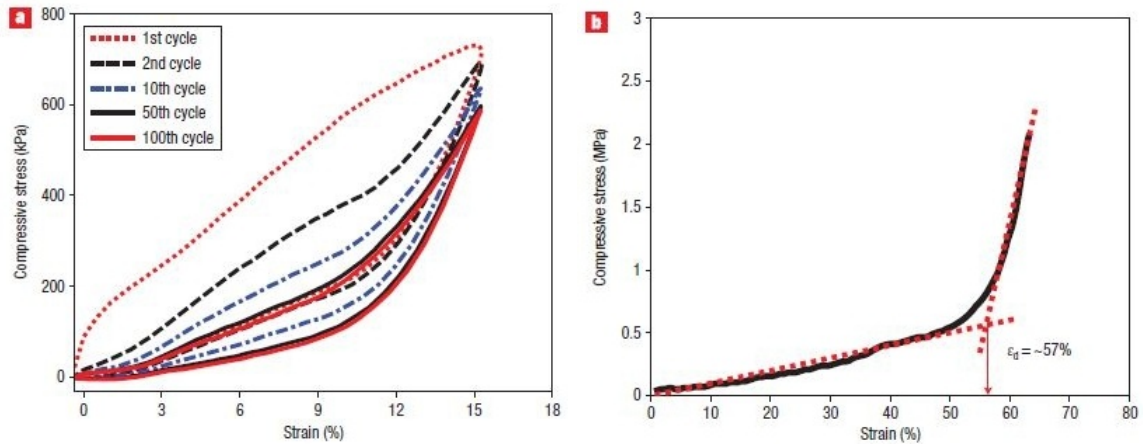 a
800
600
400
200
0
Compressive stress (kPa)
1st cycle
2nd cycle
10th cycle
50th cycle
100th cycle
0 3 6 9 12 15 18
Strain (%)
b
3
2.5
2
1.5
1
0.5
0
Compressive stress (MPa)
εd = ~57%
0 10 20 30 40 50 60 70 80
Strain (%)